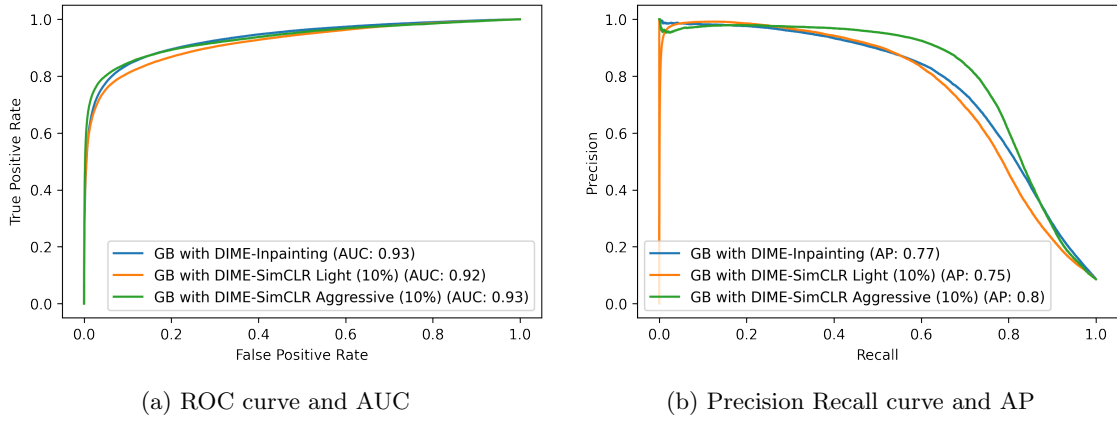 1.0
0.8
0.6
0.4
0.2
0.0
True Positive Rate
0.0 0.2 0.4 0.6 0.8 1.0
False Positive Rate
GB with DIME-Inpainting (AUC: 0.93)
GB with DIME-SimCLR Light (10%) (AUC: 0.92)
GB with DIME-SimCLR Aggressive (10%) (AUC: 0.93)
(a) ROC curve and AUC
1.0
0.8
0.6
0.4
0.2
0.0
Precision
0.0 0.2 0.4 0.6 0.8 1.0
Recall
GB with DIME-Inpainting (AP: 0.77)
GB with DIME-SimCLR Light (10%) (AP: 0.75)
GB with DIME-SimCLR Aggressive (10%) (AP: 0.8)
(b) Precision Recall curve and AP